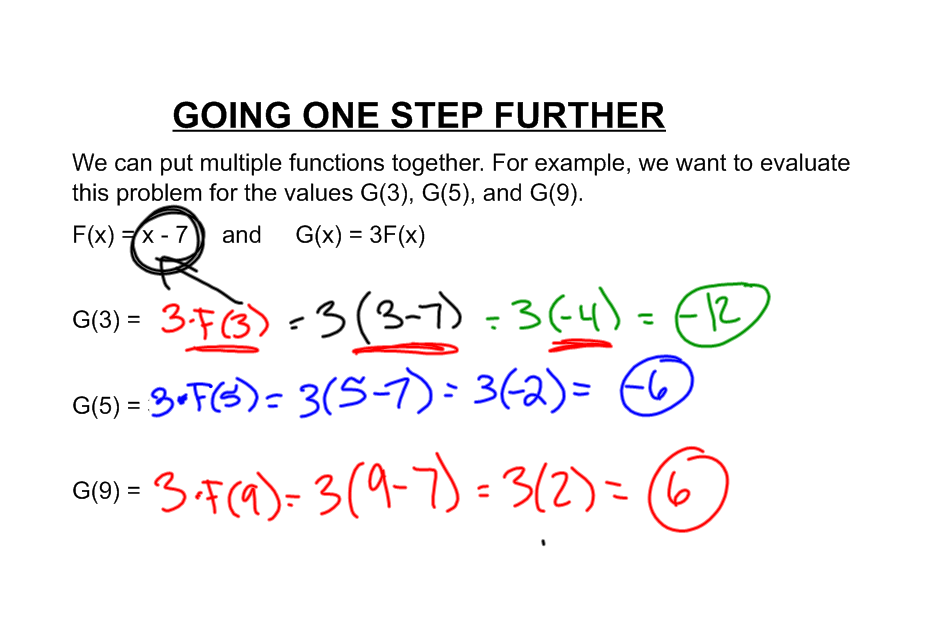 GOING ONE STEP FURTHER
We can put multiple functions together. For example, we want to evaluate
this problem for the values G(3), G(5), and G(9).
F(x) = x - 7 and G(x) = 3F(x)
G(3) = 3·F(3) = 3(3-7) = 3(-4) = -12
G(5) = 3·F(5) = 3(5-7) = 3(-2) = -6
G(9) = 3·F(9) = 3(9-7) = 3(2) = 6